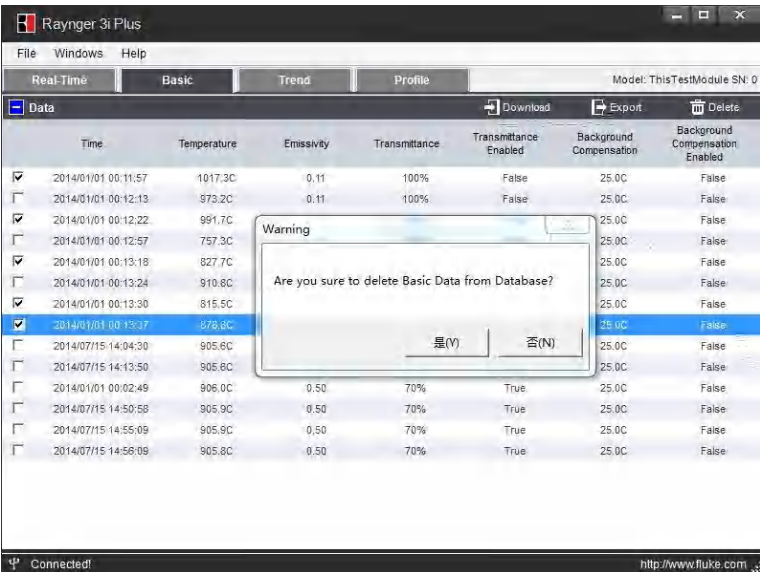 Raynger 3i Plus
File Windows Help
Real-Time Basic Trend Profile Model: ThisTestModule SN: 0
Data Download Export Delete
Time Temperature Emissivity Transmittance Transmittance Enabled Background Compensation Background Compensation Enabled
2014/01/01 00:11:57 1017.3C 0.11 100% False 25.0C False
2014/01/01 00:12:13 973.2C 0.11 100% False 25.0C False
2014/01/01 00:12:22 991.7C 25.0C False
2014/01/01 00:12:57 757.3C 25.0C False
2014/01/01 00:13:18 827.7C 25.0C False
2014/01/01 00:13:24 910.8C 25.0C False
2014/01/01 00:13:30 815.5C 25.0C False
2014/01/01 00:13:37 878.8C 25.0C False
2014/07/15 14:04:30 905.6C 25.0C False
2014/07/15 14:13:50 905.6C 25.0C False
2014/01/01 00:02:49 906.0C 0.50 70% True 25.0C False
2014/07/15 14:50:58 905.9C 0.50 70% True 25.0C False
2014/07/15 14:55:09 905.9C 0.50 70% True 25.0C False
2014/07/15 14:56:09 905.8C 0.50 70% True 25.0C False
Warning
Are you sure to delete Basic Data from Database?
是(Y) 否(N)
Connected! http://www.fluke.com